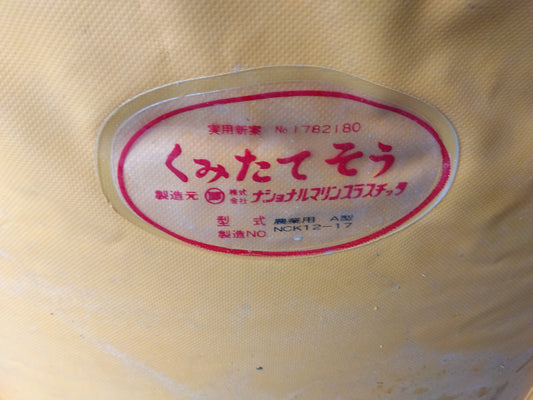 実用新案 No.1782180
くみたてそう
製造元 株式会社 ナショナルマリンプラスチック
型式 農業用 A型
製造NO. NCK12-17